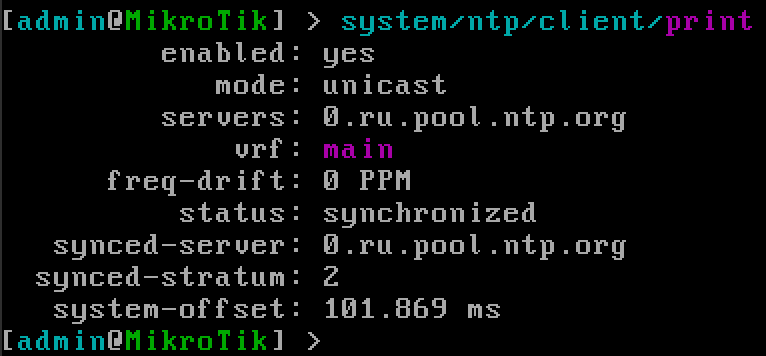 [admin@MikroTik] > system/ntp/client/print
enabled: yes
mode: unicast
servers: 0.ru.pool.ntp.org
vrf: main
freq-drift: 0 PPM
status: synchronized
synced-server: 0.ru.pool.ntp.org
synced-stratum: 2
system-offset: 101.869 ms
[admin@MikroTik] >